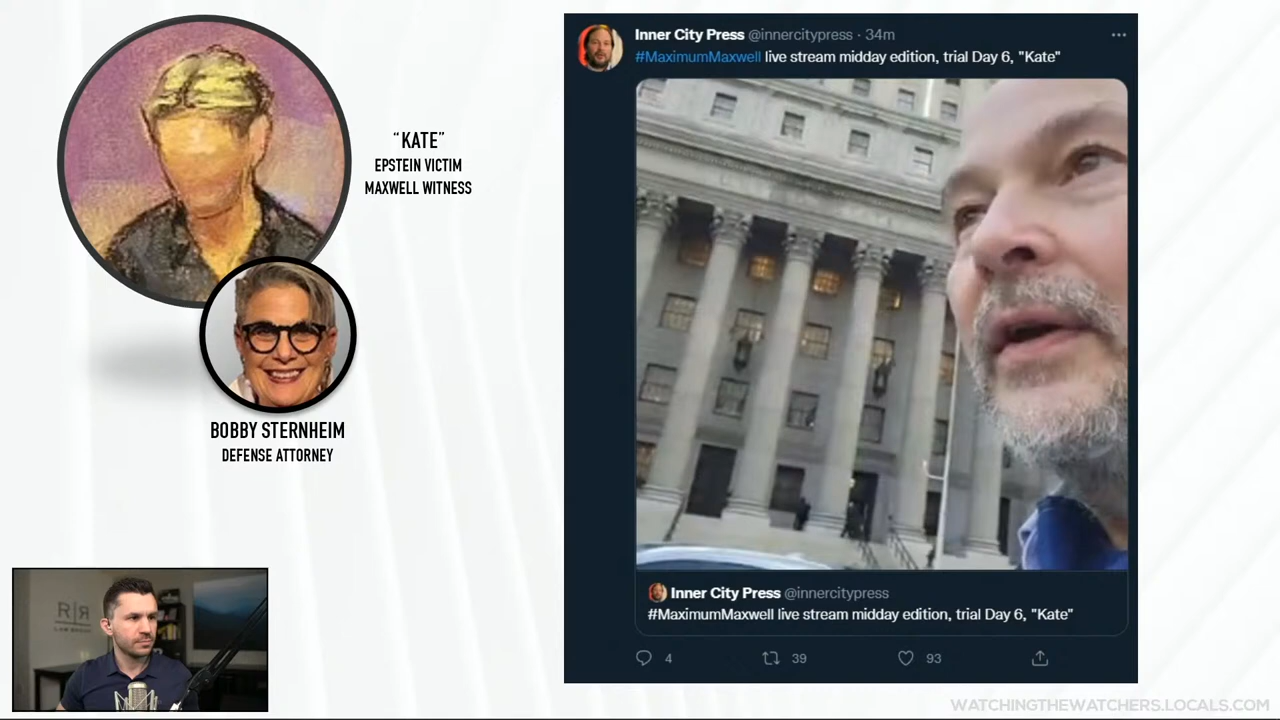 “KATE”
EPSTEIN VICTIM
MAXWELL WITNESS
BOBBY STERNHEIM
DEFENSE ATTORNEY
R|R
LAW GROUP
Inner City Press @innercitypress · 34m
#MaximumMaxwell live stream midday edition, trial Day 6, "Kate"
Inner City Press @innercitypress
#MaximumMaxwell live stream midday edition, trial Day 6, "Kate"
4
39
93
WATCHINGTHEWATCHERS.LOCALS.COM